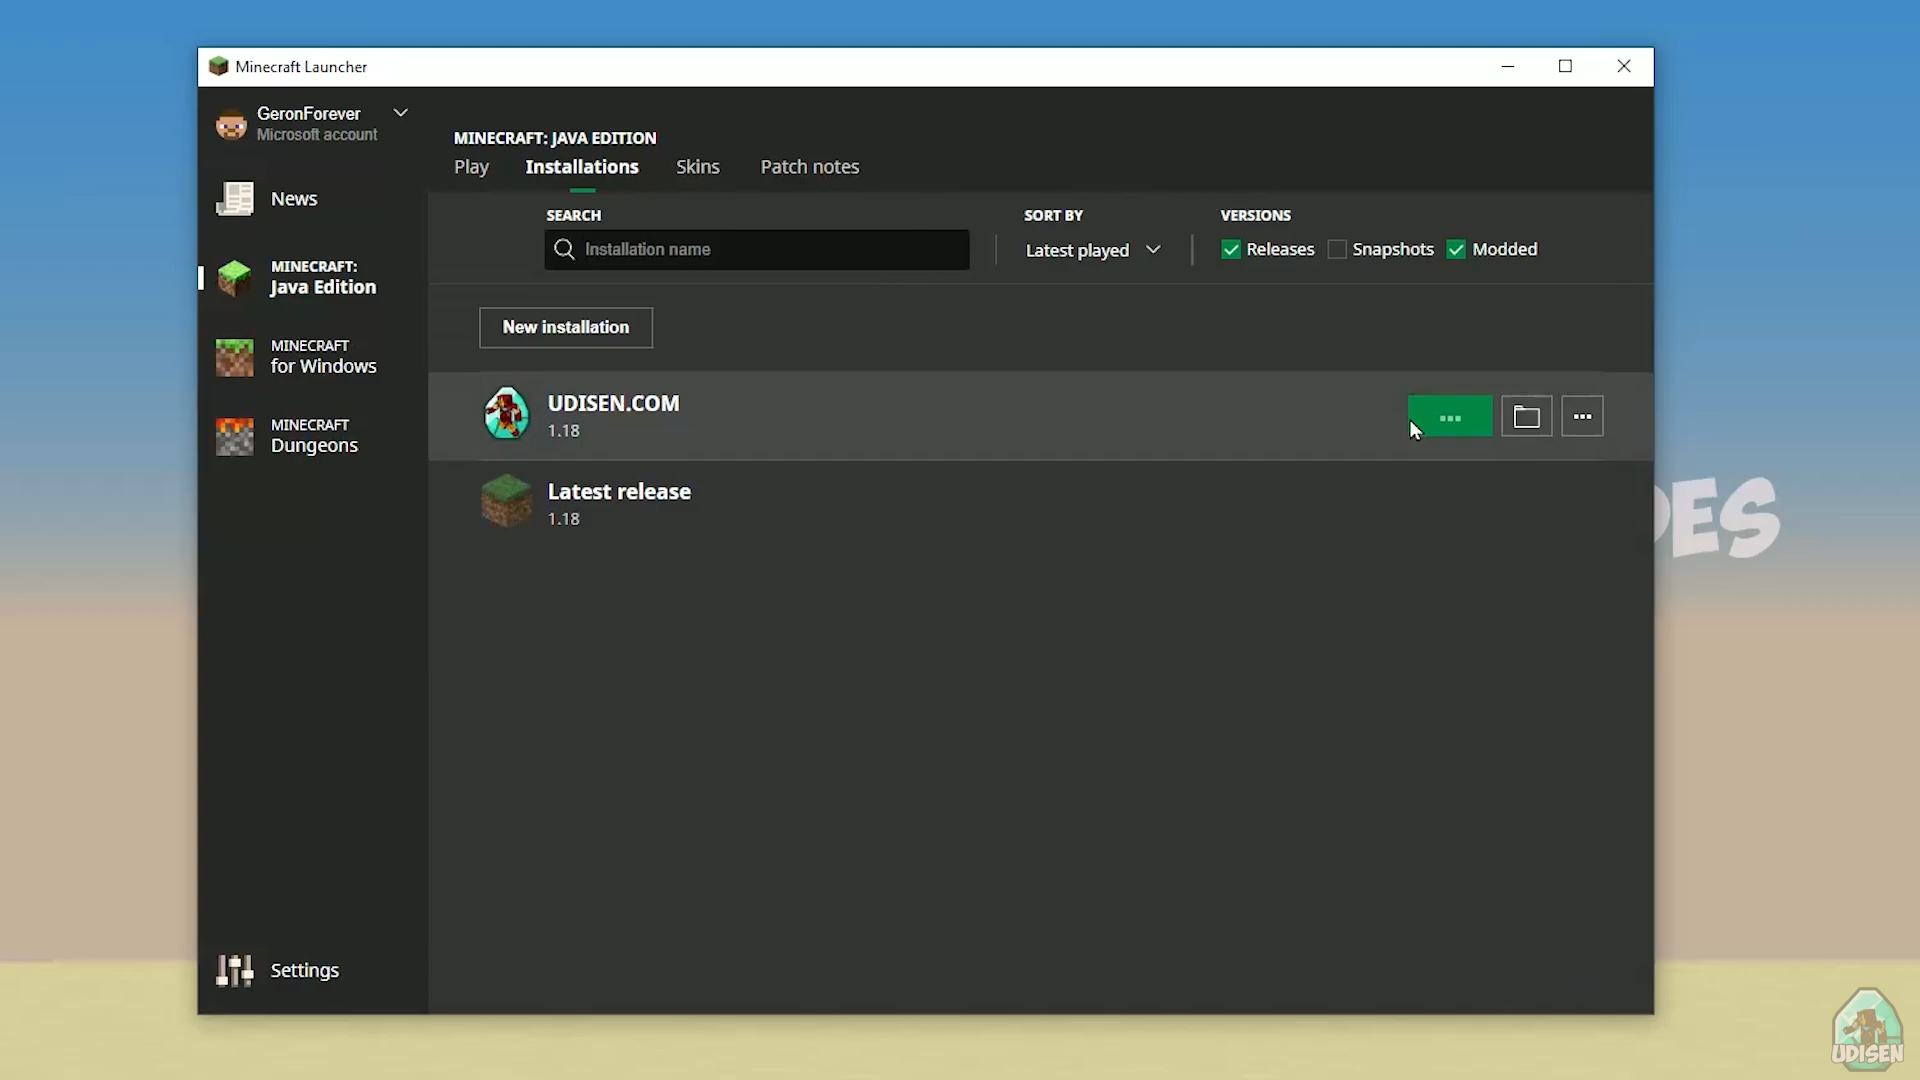 Minecraft Launcher
GeronForever
Microsoft account
News
MINECRAFT:
Java Edition
MINECRAFT
for Windows
MINECRAFT
Dungeons
Settings
MINECRAFT: JAVA EDITION
Play Installations Skins Patch notes
SEARCH SORT BY VERSIONS
Installation name Latest played Releases Snapshots Modded
New installation
UDISEN.COM
1.18
Latest release
1.18
UDISEN